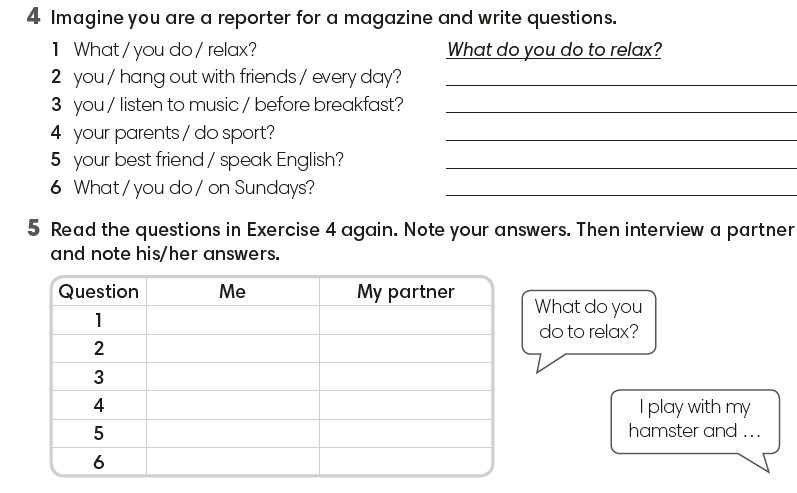 4 Imagine you are a reporter for a magazine and write questions.
1 What / you do / relax? What do you do to relax?
2 you / hang out with friends / every day?
3 you / listen to music / before breakfast?
4 your parents / do sport?
5 your best friend / speak English?
6 What / you do / on Sundays?
5 Read the questions in Exercise 4 again. Note your answers. Then interview a partner
and note his/her answers.
Question Me My partner
1
2
3
4
5
6
What do you
do to relax?
I play with my
hamster and ...